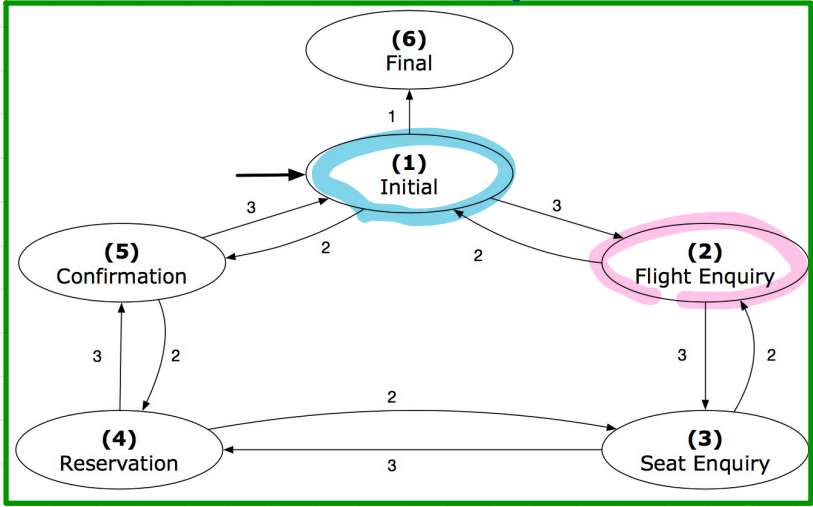 (6)
Final
1
(1)
Initial
3
3
2
2
(5)
Confirmation
(2)
Flight Enquiry
3
2
3
2
2
(4)
Reservation
3
(3)
Seat Enquiry